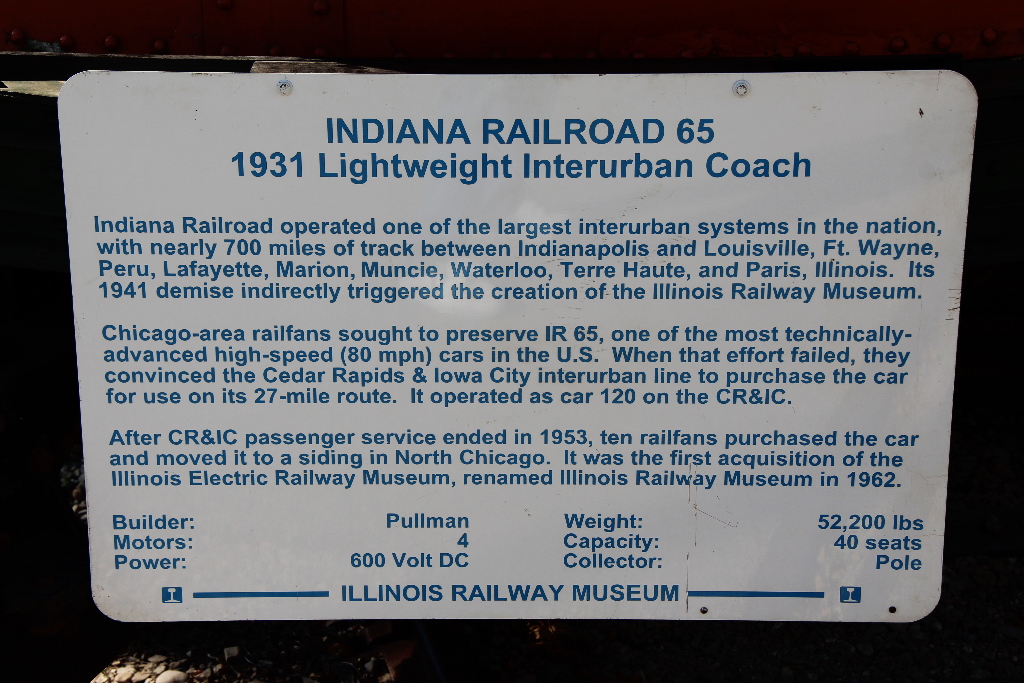 INDIANA RAILROAD 65
1931 Lightweight Interurban Coach
Indiana Railroad operated one of the largest interurban systems in the nation,
with nearly 700 miles of track between Indianapolis and Louisville, Ft. Wayne,
Peru, Lafayette, Marion, Muncie, Waterloo, Terre Haute, and Paris, Illinois. Its
1941 demise indirectly triggered the creation of the Illinois Railway Museum.
Chicago-area railfans sought to preserve IR 65, one of the most technically-
advanced high-speed (80 mph) cars in the U.S. When that effort failed, they
convinced the Cedar Rapids & Iowa City interurban line to purchase the car
for use on its 27-mile route. It operated as car 120 on the CR&IC.
After CR&IC passenger service ended in 1953, ten railfans purchased the car
and moved it to a siding in North Chicago. It was the first acquisition of the
Illinois Electric Railway Museum, renamed Illinois Railway Museum in 1962.
Builder: Pullman Weight: 52,200 lbs
Motors: 4 Capacity: 40 seats
Power: 600 Volt DC Collector: Pole
I ILLINOIS RAILWAY MUSEUM I